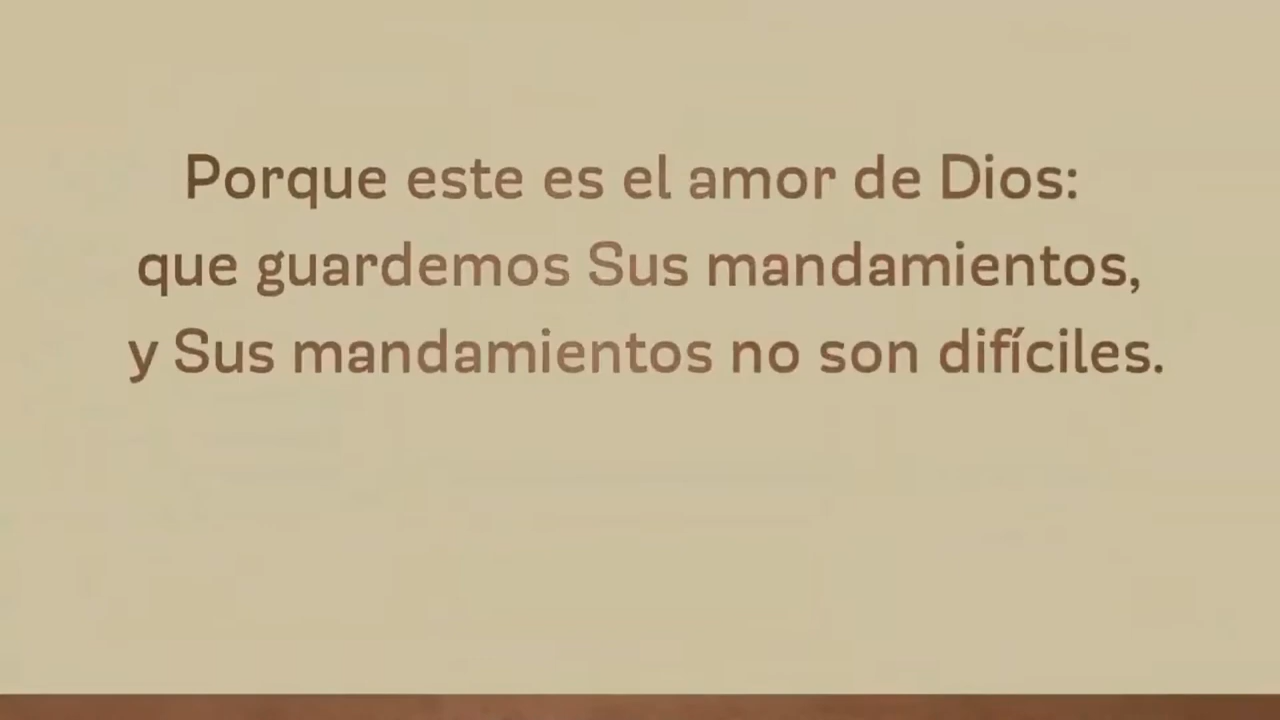 Porque este es el amor de Dios:
que guardemos Sus mandamientos,
y Sus mandamientos no son difíciles.